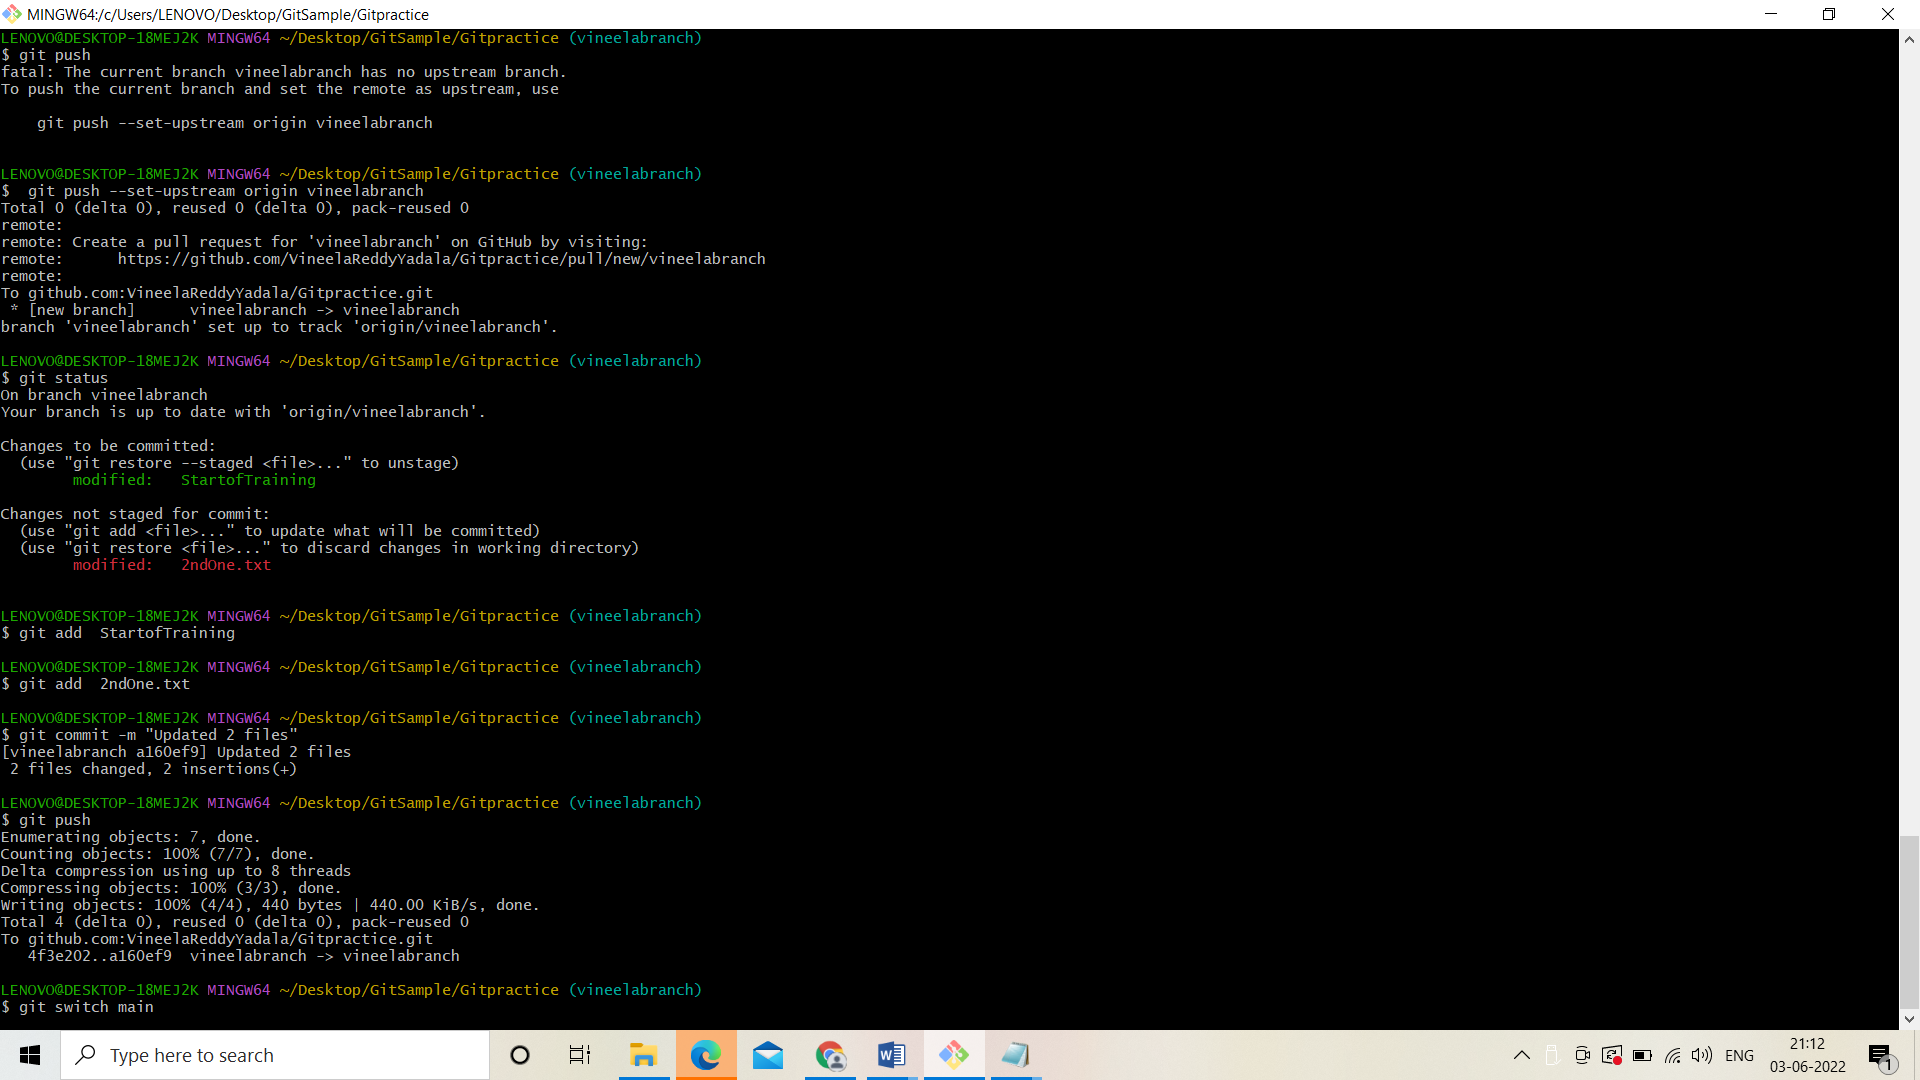 MINGW64:/c/Users/LENOVO/Desktop/GitSample/Gitpractice
LENOVO@DESKTOP-18MEJ2K MINGW64 ~/Desktop/GitSample/Gitpractice (vineelabranch)
$ git push
fatal: The current branch vineelabranch has no upstream branch.
To push the current branch and set the remote as upstream, use
    git push --set-upstream origin vineelabranch
LENOVO@DESKTOP-18MEJ2K MINGW64 ~/Desktop/GitSample/Gitpractice (vineelabranch)
$  git push --set-upstream origin vineelabranch
Total 0 (delta 0), reused 0 (delta 0), pack-reused 0
remote:
remote: Create a pull request for 'vineelabranch' on GitHub by visiting:
remote:      https://github.com/VineelaReddyYadala/Gitpractice/pull/new/vineelabranch
remote:
To github.com:VineelaReddyYadala/Gitpractice.git
 * [new branch]      vineelabranch -> vineelabranch
branch 'vineelabranch' set up to track 'origin/vineelabranch'.
LENOVO@DESKTOP-18MEJ2K MINGW64 ~/Desktop/GitSample/Gitpractice (vineelabranch)
$ git status
On branch vineelabranch
Your branch is up to date with 'origin/vineelabranch'.
Changes to be committed:
  (use "git restore --staged <file>..." to unstage)
        modified:   StartofTraining
Changes not staged for commit:
  (use "git add <file>..." to update what will be committed)
  (use "git restore <file>..." to discard changes in working directory)
        modified:   2ndOne.txt
LENOVO@DESKTOP-18MEJ2K MINGW64 ~/Desktop/GitSample/Gitpractice (vineelabranch)
$ git add  StartofTraining
LENOVO@DESKTOP-18MEJ2K MINGW64 ~/Desktop/GitSample/Gitpractice (vineelabranch)
$ git add  2ndOne.txt
LENOVO@DESKTOP-18MEJ2K MINGW64 ~/Desktop/GitSample/Gitpractice (vineelabranch)
$ git commit -m "Updated 2 files"
[vineelabranch a160ef9] Updated 2 files
 2 files changed, 2 insertions(+)
LENOVO@DESKTOP-18MEJ2K MINGW64 ~/Desktop/GitSample/Gitpractice (vineelabranch)
$ git push
Enumerating objects: 7, done.
Counting objects: 100% (7/7), done.
Delta compression using up to 8 threads
Compressing objects: 100% (3/3), done.
Writing objects: 100% (4/4), 440 bytes | 440.00 KiB/s, done.
Total 4 (delta 0), reused 0 (delta 0), pack-reused 0
To github.com:VineelaReddyYadala/Gitpractice.git
   4f3e202..a160ef9  vineelabranch -> vineelabranch
LENOVO@DESKTOP-18MEJ2K MINGW64 ~/Desktop/GitSample/Gitpractice (vineelabranch)
$ git switch main
Type here to search
ENG
21:12
03-06-2022
1